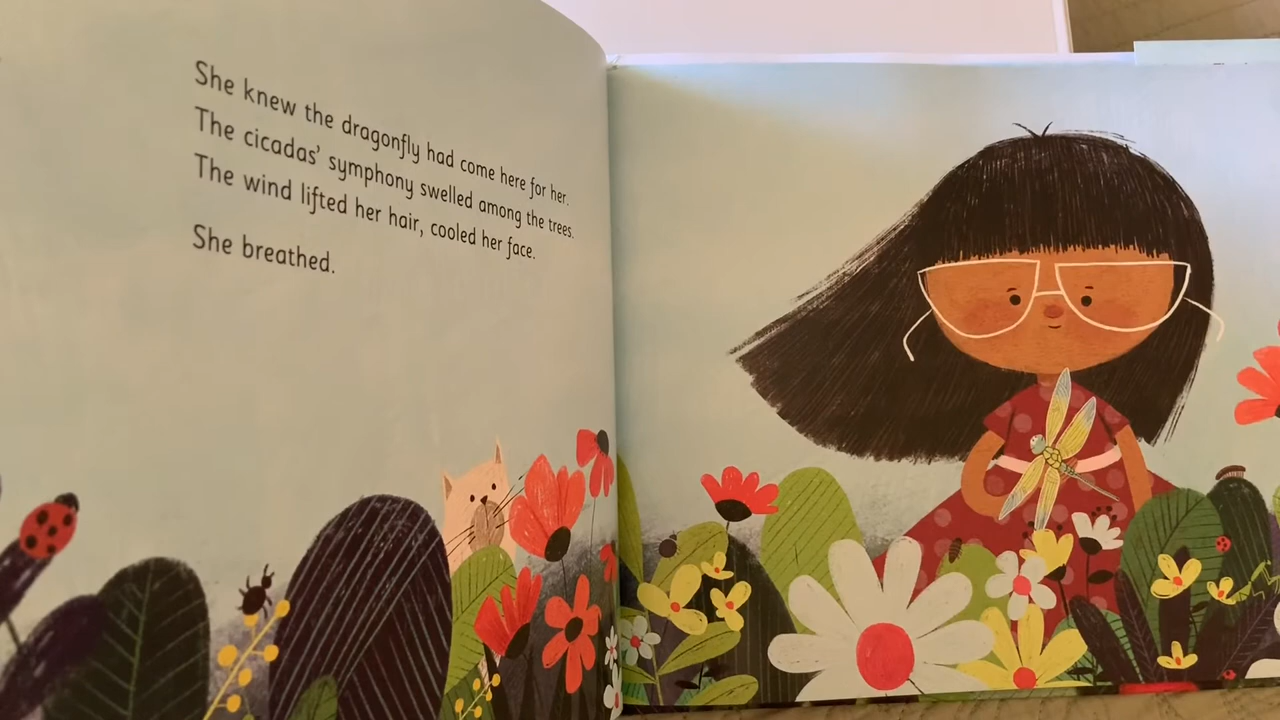 She knew the dragonfly had come here for her.
The cicadas' symphony swelled among the trees.
The wind lifted her hair, cooled her face.
She breathed.